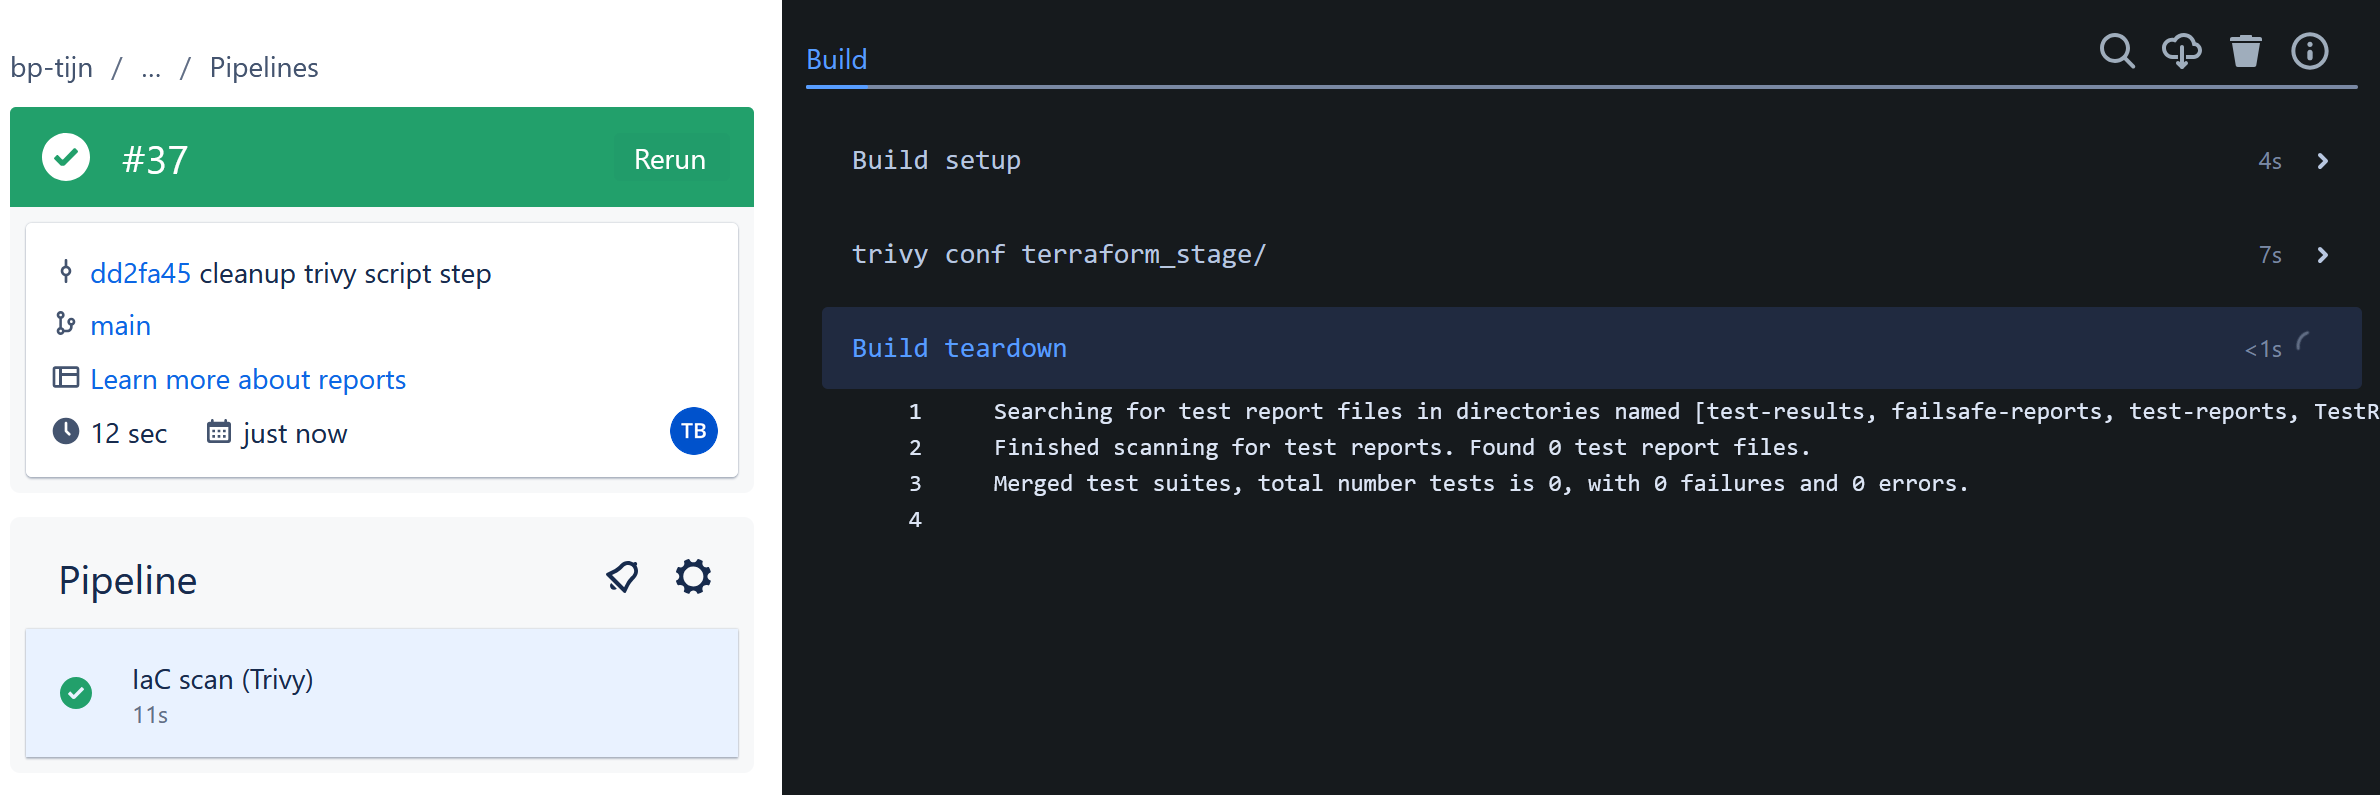 bp-tijn / ... / Pipelines
#37
Rerun
dd2fa45 cleanup trivy script step
main
Learn more about reports
12 sec just now
TB
Pipeline
IaC scan (Trivy)
11s
Build
Build setup 4s
trivy conf terraform_stage/ 7s
Build teardown <1s
1 Searching for test report files in directories named [test-results, failsafe-reports, test-reports, TestR
2 Finished scanning for test reports. Found 0 test report files.
3 Merged test suites, total number tests is 0, with 0 failures and 0 errors.
4